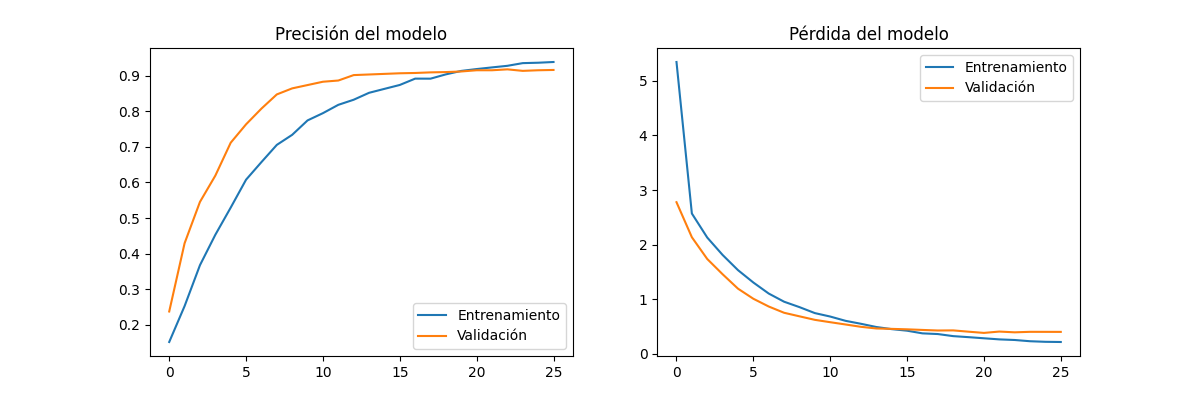 Precisión del modelo
0.9
0.8
0.7
0.6
0.5
0.4
0.3
0.2
0 5 10 15 20 25
Entrenamiento
Validación
Pérdida del modelo
5
4
3
2
1
0
0 5 10 15 20 25
Entrenamiento
Validación